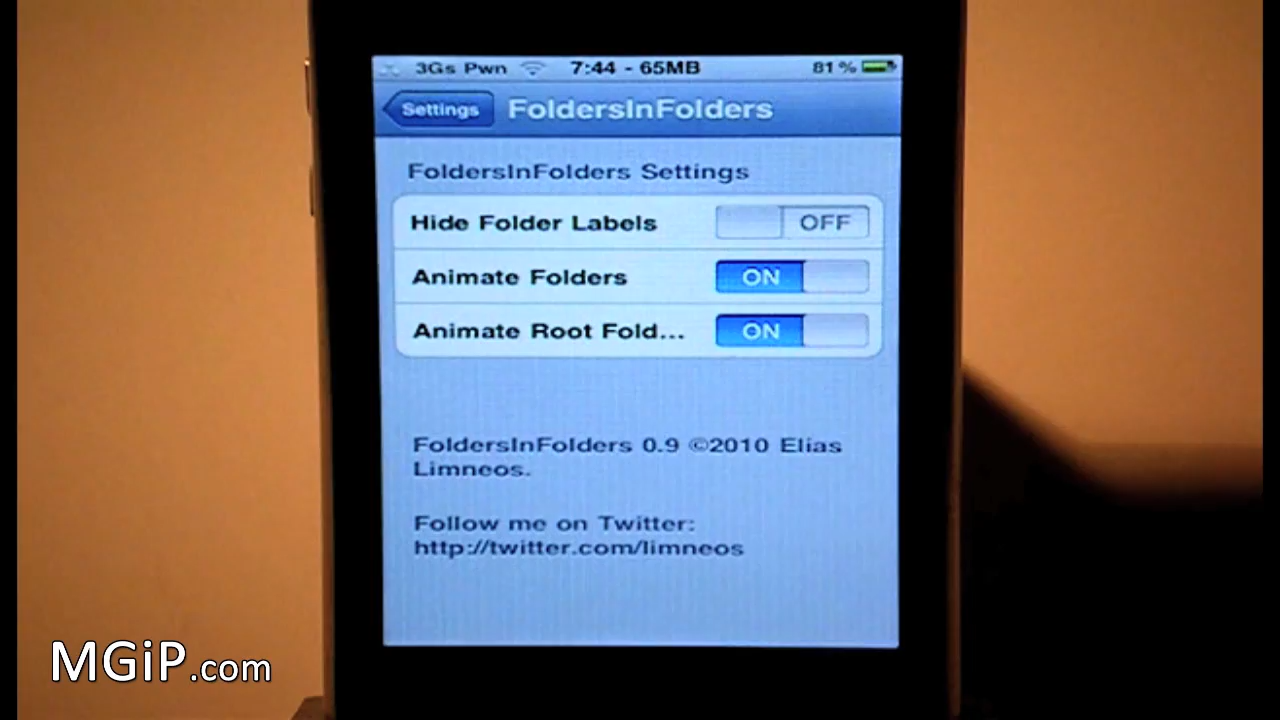 3Gs Pwn 7:44 - 65MB 81 %
Settings FoldersInFolders
FoldersInFolders Settings
Hide Folder Labels OFF
Animate Folders ON
Animate Root Fold... ON
FoldersInFolders 0.9 ©2010 Elias
Limneos.
Follow me on Twitter:
http://twitter.com/limneos
MGiP.com